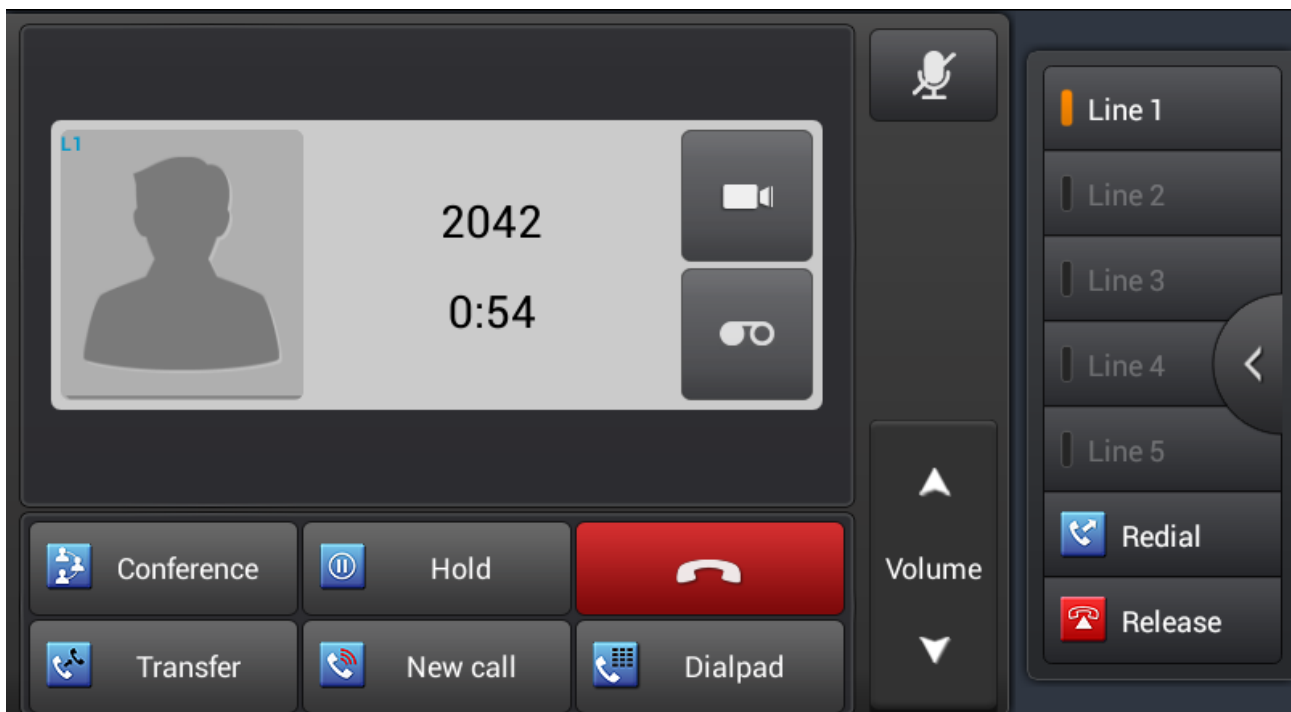 L1
2042
0:54
Conference
Hold
Transfer
New call
Dialpad
Volume
Line 1
Line 2
Line 3
Line 4
Line 5
Redial
Release